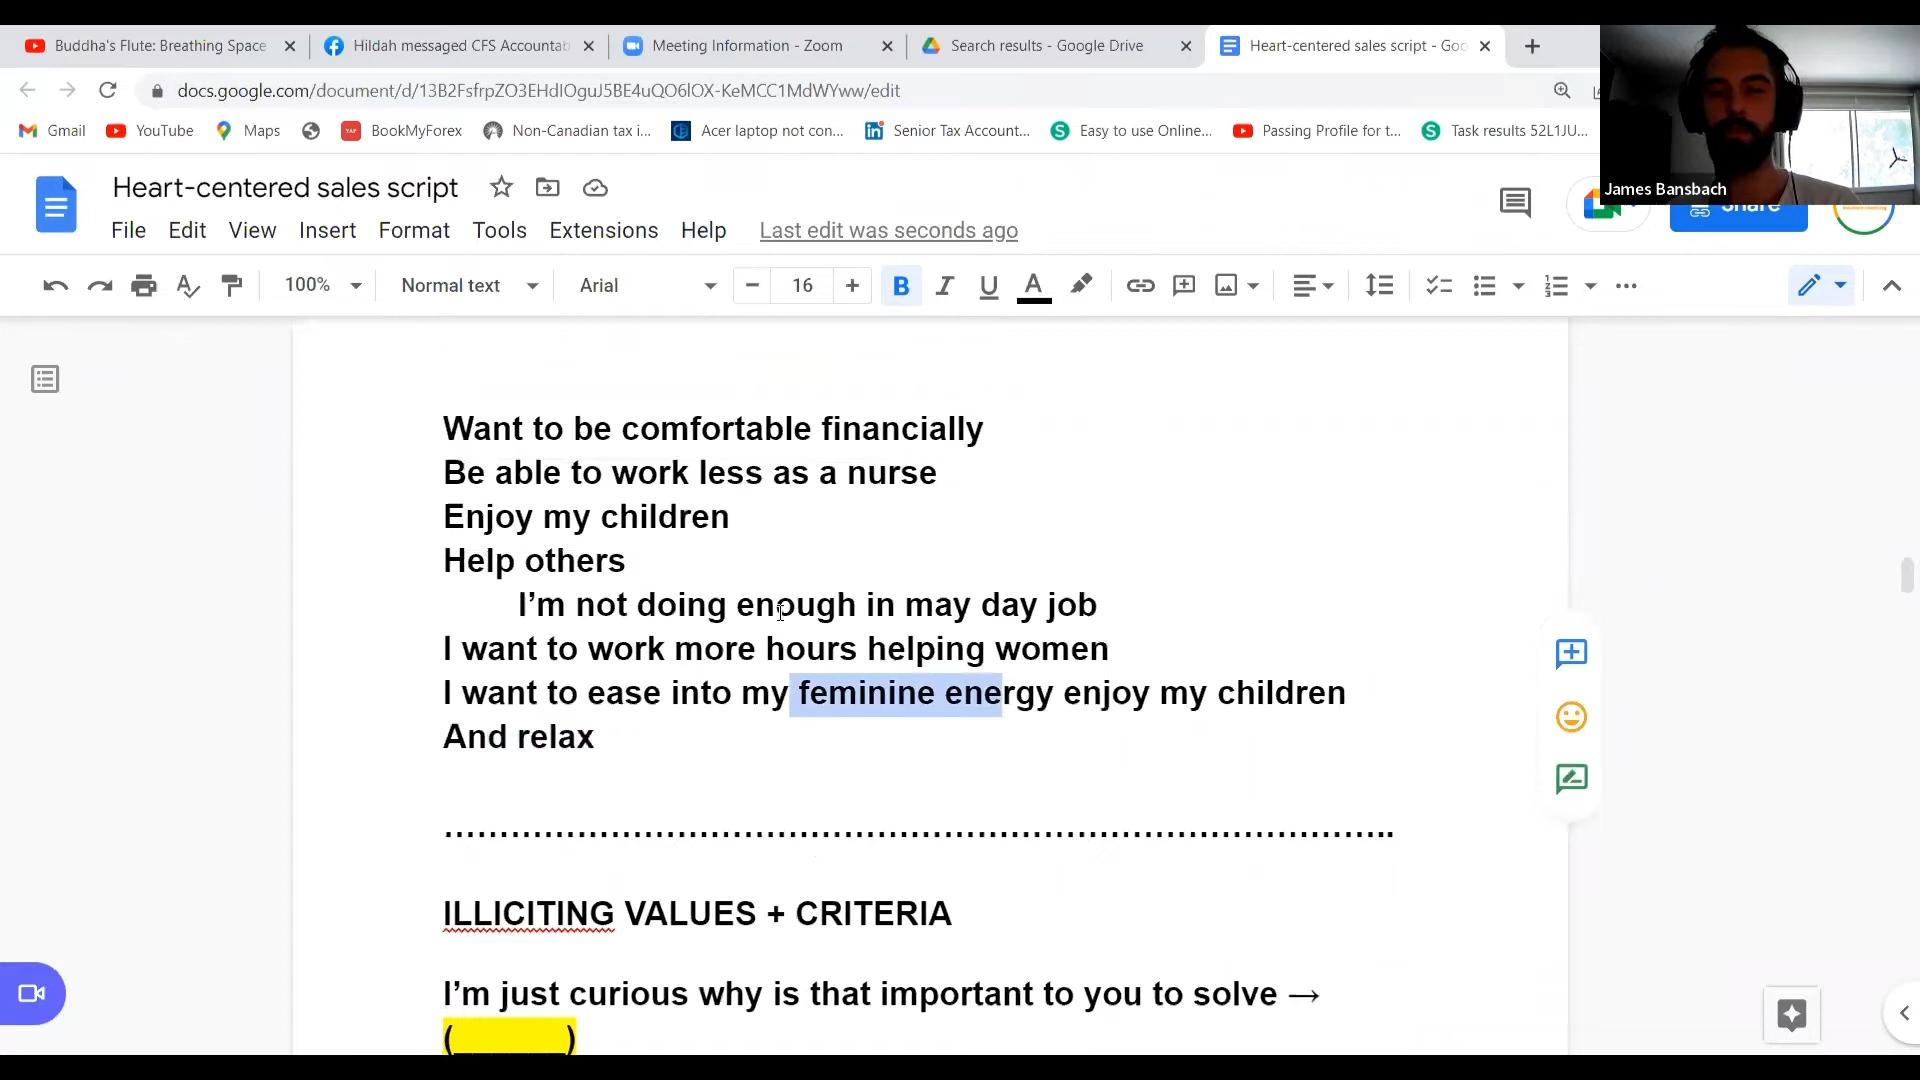 Buddha's Flute: Breathing Space
Hildah messaged CFS Accountab
Meeting Information - Zoom
Search results - Google Drive
Heart-centered sales script - Goo
docs.google.com/document/d/13B2FsfrpZO3EHdIOguJ5BE4uQO6lOX-KeMCC1MdWYww/edit
Gmail
YouTube
Maps
BookMyForex
Non-Canadian tax i...
Acer laptop not con...
Senior Tax Account...
Easy to use Online...
Passing Profile for t...
Task results 52L1JU...
James Bansbach
Heart-centered sales script
Share
File Edit View Insert Format Tools Extensions Help Last edit was seconds ago
100% Normal text Arial 16 B I U A
Want to be comfortable financially
Be able to work less as a nurse
Enjoy my children
Help others
I’m not doing enough in may day job
I want to work more hours helping women
I want to ease into my feminine energy enjoy my children
And relax
…………………………………………………………………………..
ILLICITING VALUES + CRITERIA
I’m just curious why is that important to you to solve →
(______)